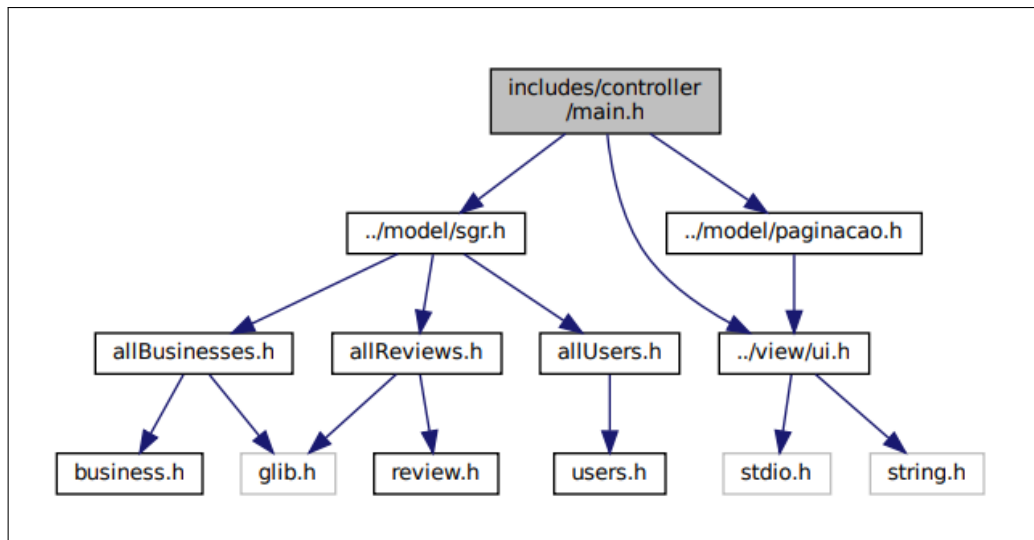 includes/controller
/main.h
../model/sgr.h
../model/paginacao.h
allBusinesses.h
allReviews.h
allUsers.h
../view/ui.h
business.h
glib.h
review.h
users.h
stdio.h
string.h